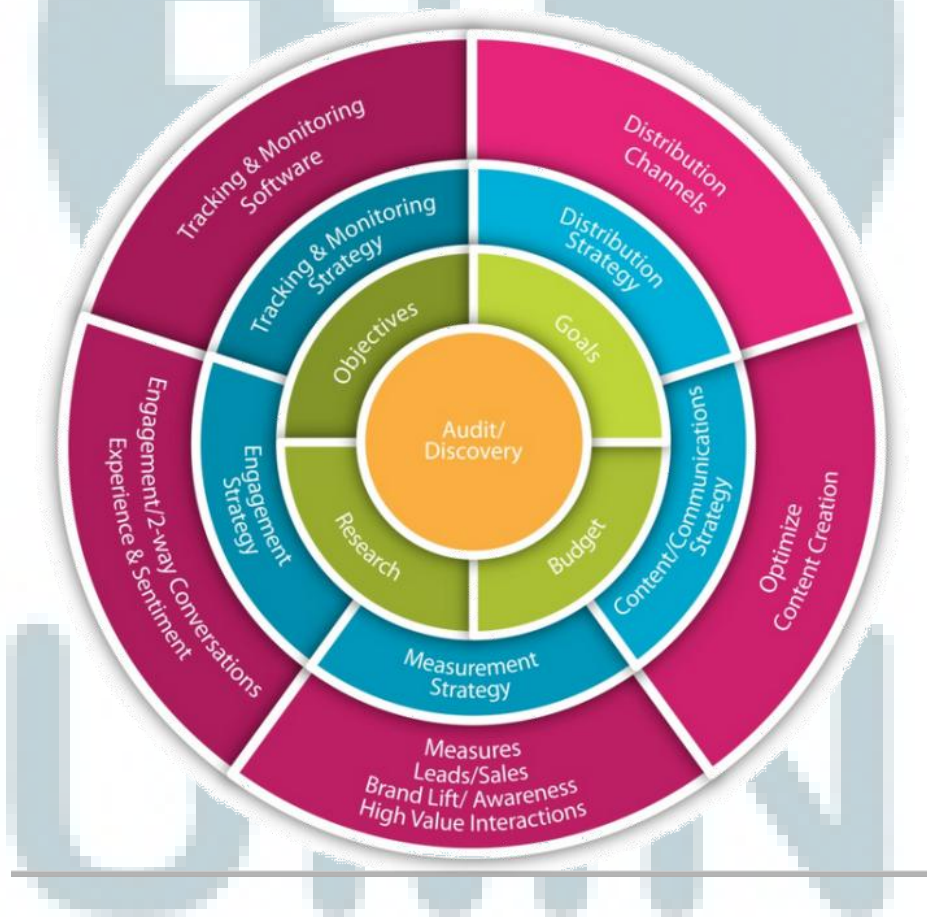 Tracking & Monitoring
Software
Distribution
Channels
Tracking & Monitoring
Strategy
Distribution
Strategy
Objectives
Goals
Audit/
Discovery
Engagement/2-way Conversations
Experience & Sentiment
Engagement
Strategy
Research
Budget
Content/Communications
Strategy
Optimize
Content Creation
Measurement
Strategy
Measures
Leads/Sales
Brand Lift/ Awareness
High Value Interactions
UMN